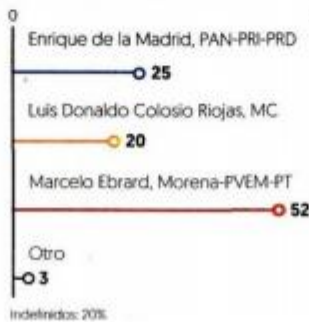 0
Enrique de la Madrid, PAN-PRI-PRD
25
Luis Donaldo Colosio Riojas, MC
20
Marcelo Ebrard, Morena-PVEM-PT
52
Otro
3
Indefinidos: 20%